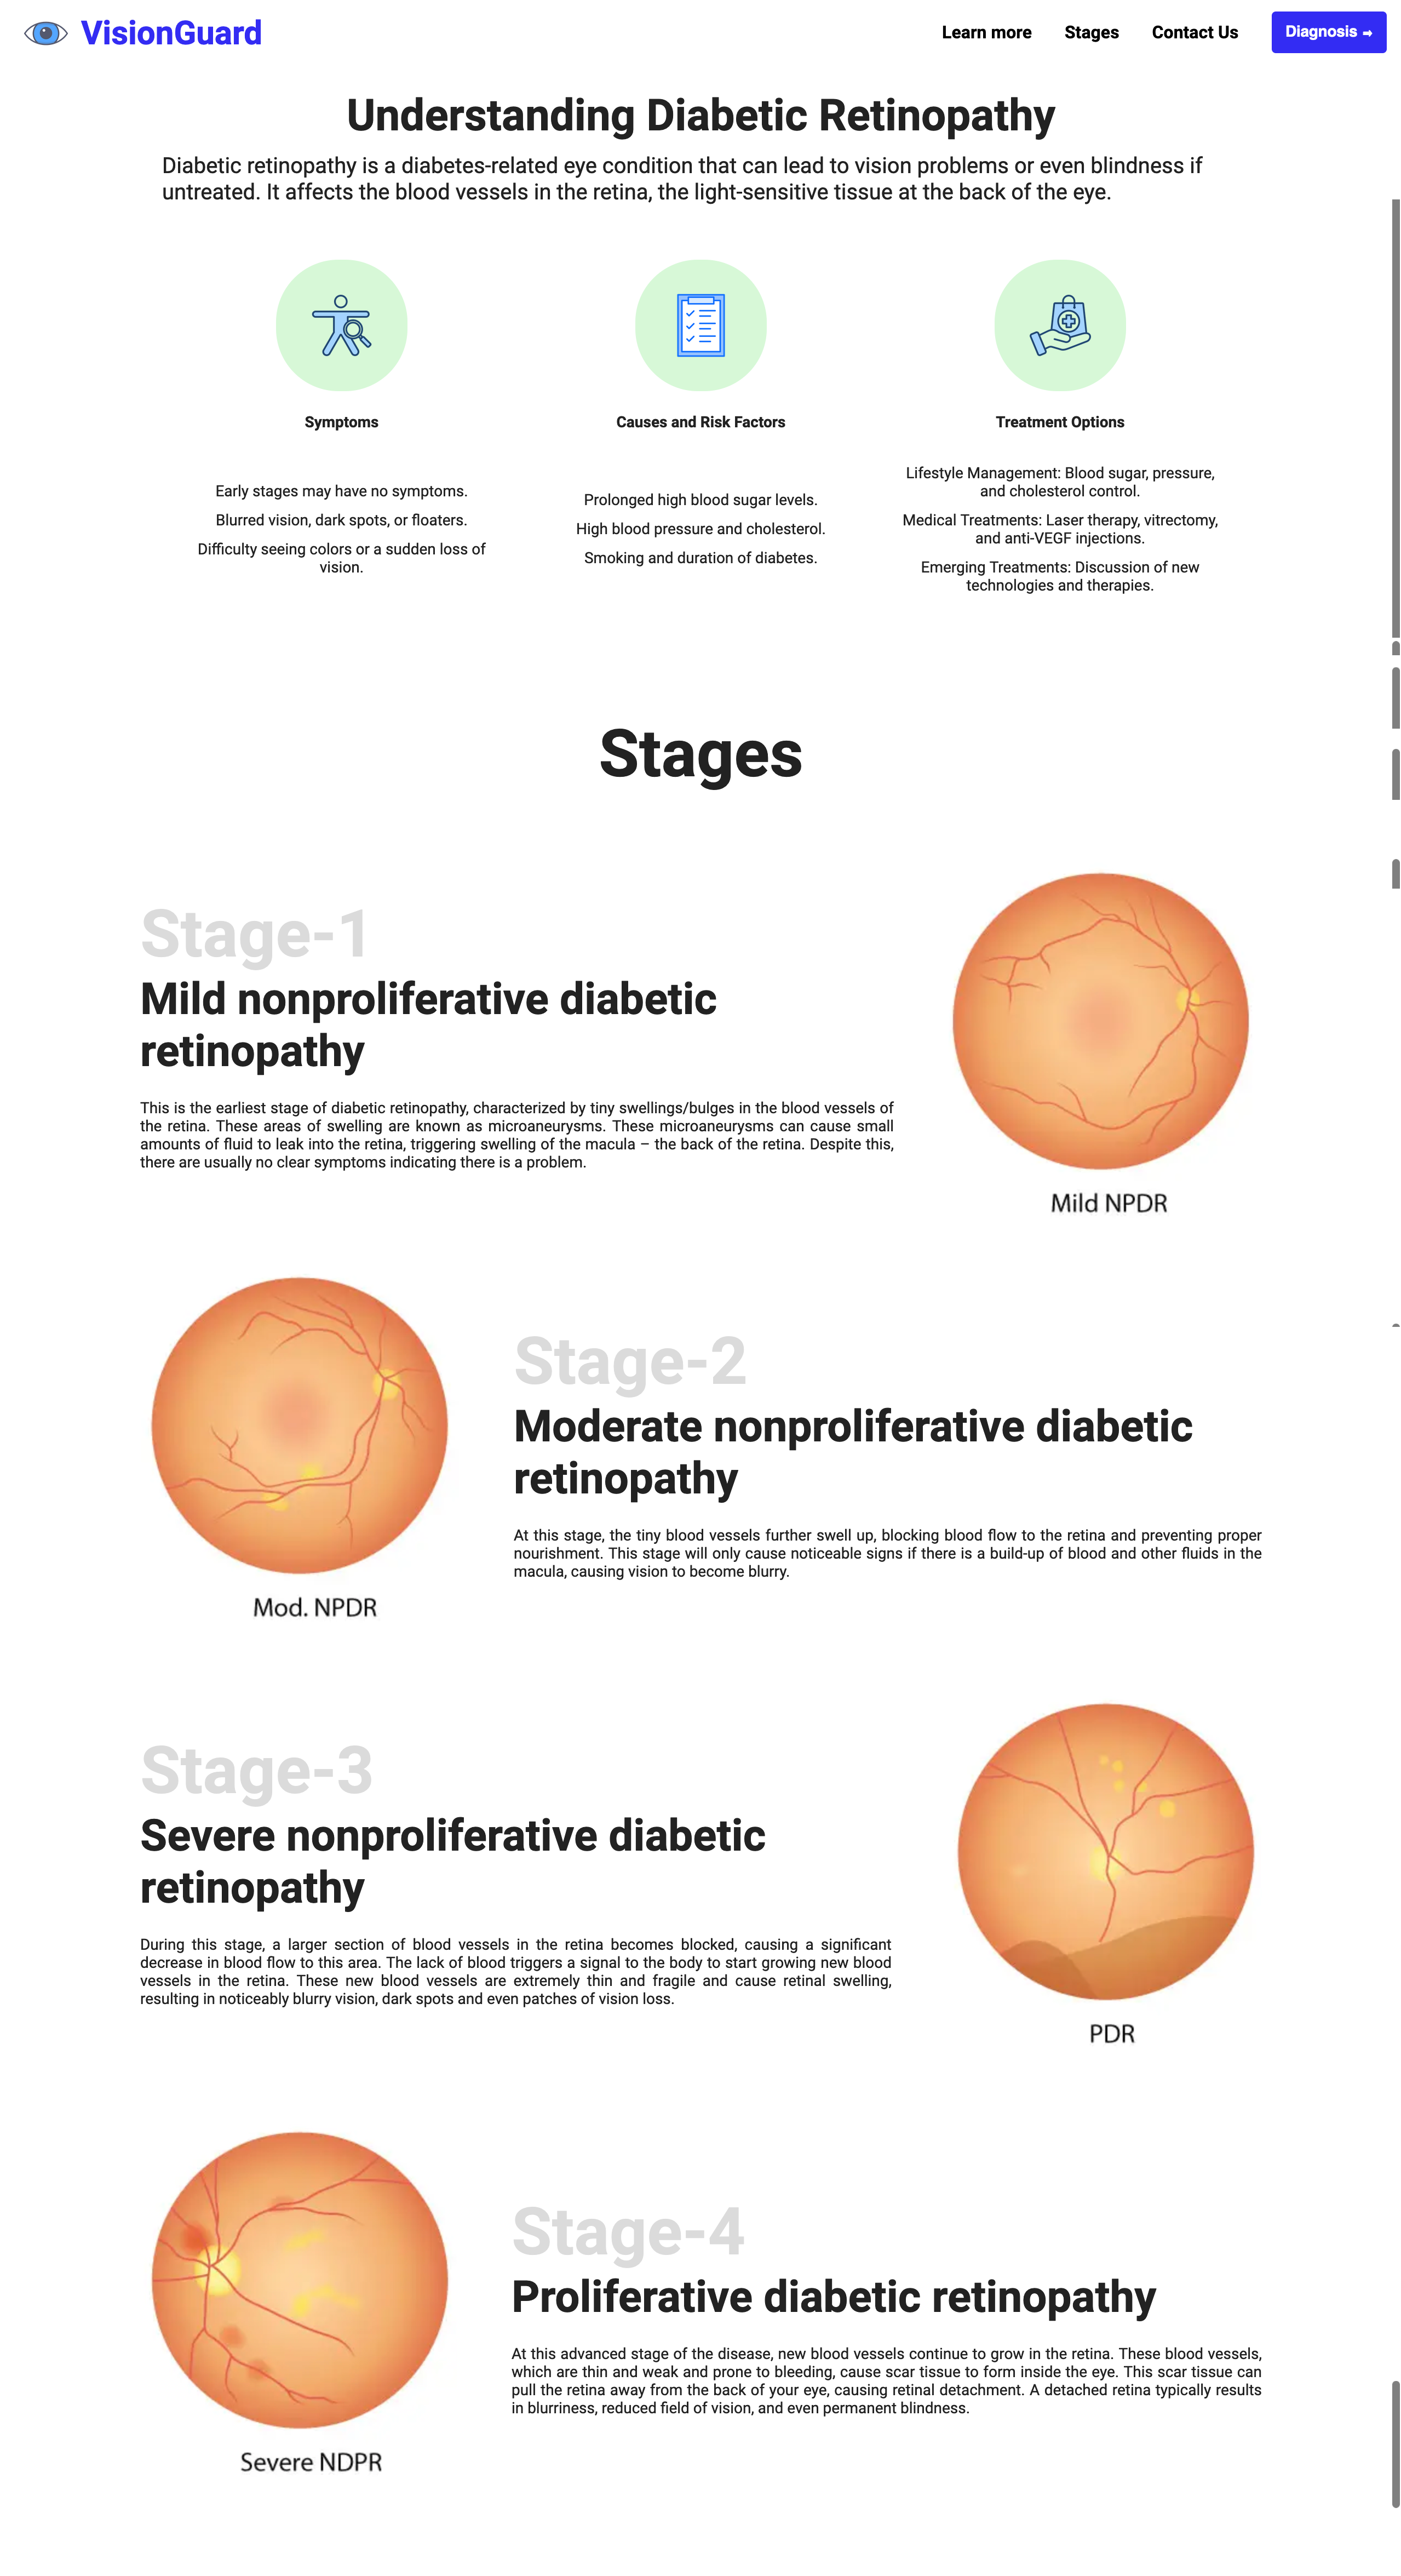 VisionGuard
Learn more
Stages
Contact Us
Diagnosis ➡
Understanding Diabetic Retinopathy
Diabetic retinopathy is a diabetes-related eye condition that can lead to vision problems or even blindness if
untreated. It affects the blood vessels in the retina, the light-sensitive tissue at the back of the eye.
Symptoms
Early stages may have no symptoms.
Blurred vision, dark spots, or floaters.
Difficulty seeing colors or a sudden loss of
vision.
Causes and Risk Factors
Prolonged high blood sugar levels.
High blood pressure and cholesterol.
Smoking and duration of diabetes.
Treatment Options
Lifestyle Management: Blood sugar, pressure,
and cholesterol control.
Medical Treatments: Laser therapy, vitrectomy,
and anti-VEGF injections.
Emerging Treatments: Discussion of new
technologies and therapies.
Stages
Stage-1
Mild nonproliferative diabetic
retinopathy
This is the earliest stage of diabetic retinopathy, characterized by tiny swellings/bulges in the blood vessels of
the retina. These areas of swelling are known as microaneurysms. These microaneurysms can cause small
amounts of fluid to leak into the retina, triggering swelling of the macula – the back of the retina. Despite this,
there are usually no clear symptoms indicating there is a problem.
Mild NPDR
Mod. NPDR
Stage-2
Moderate nonproliferative diabetic
retinopathy
At this stage, the tiny blood vessels further swell up, blocking blood flow to the retina and preventing proper
nourishment. This stage will only cause noticeable signs if there is a build-up of blood and other fluids in the
macula, causing vision to become blurry.
Stage-3
Severe nonproliferative diabetic
retinopathy
During this stage, a larger section of blood vessels in the retina becomes blocked, causing a significant
decrease in blood flow to this area. The lack of blood triggers a signal to the body to start growing new blood
vessels in the retina. These new blood vessels are extremely thin and fragile and cause retinal swelling,
resulting in noticeably blurry vision, dark spots and even patches of vision loss.
PDR
Severe NDPR
Stage-4
Proliferative diabetic retinopathy
At this advanced stage of the disease, new blood vessels continue to grow in the retina. These blood vessels,
which are thin and weak and prone to bleeding, cause scar tissue to form inside the eye. This scar tissue can
pull the retina away from the back of your eye, causing retinal detachment. A detached retina typically results
in blurriness, reduced field of vision, and even permanent blindness.